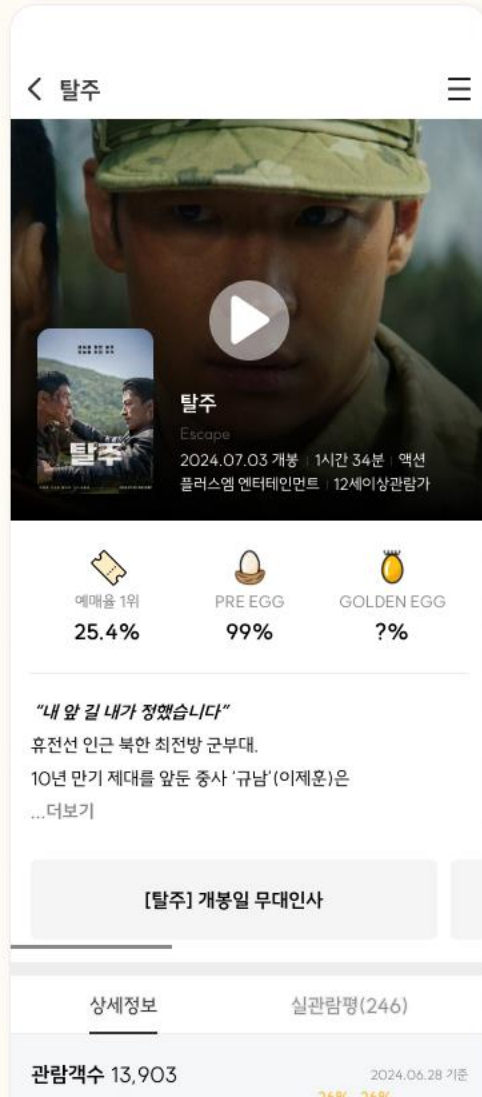 탈주
탈주
탈주
Escape
2024.07.03 개봉 | 1시간 34분 | 액션
플러스엠 엔터테인먼트 | 12세이상관람가
예매율 1위
PRE EGG
GOLDEN EGG
25.4%
99%
?%
“내 앞 길 내가 정했습니다”
휴전선 인근 북한 최전방 군부대.
10년 만기 제대를 앞둔 중사 ‘규남’(이제훈)은
...더보기
[탈주] 개봉일 무대인사
상세정보
실관람평(246)
관람객수 13,903
2024.06.28 기준
26% 26%